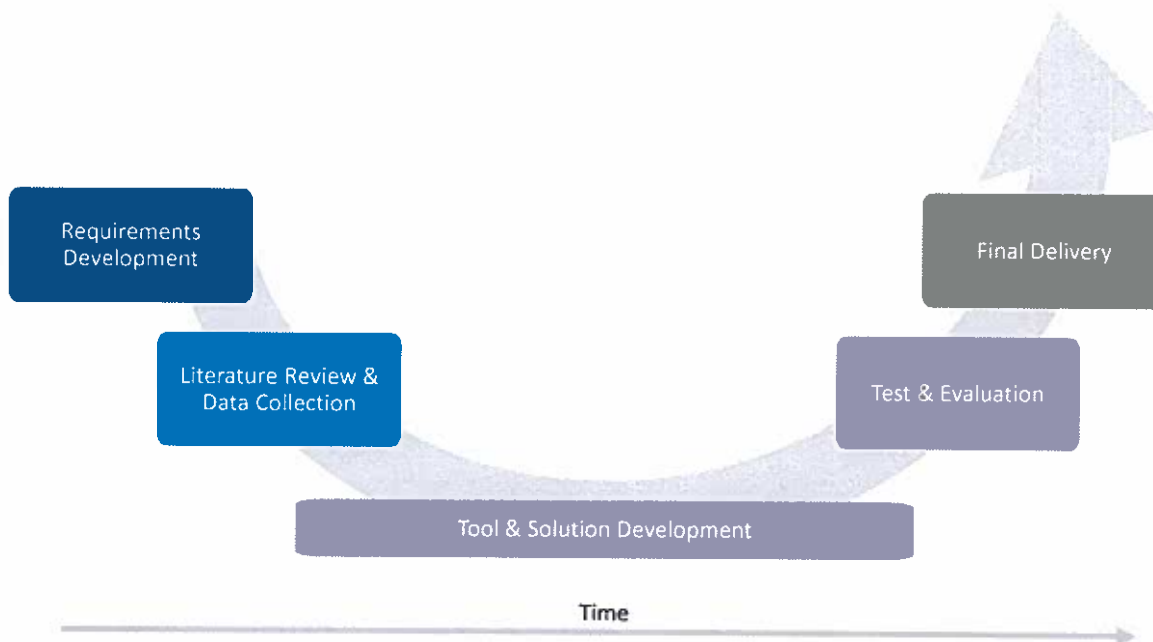 Requirements
Development
Literature Review &
Data Collection
Tool & Solution Development
Test & Evaluation
Final Delivery
Time